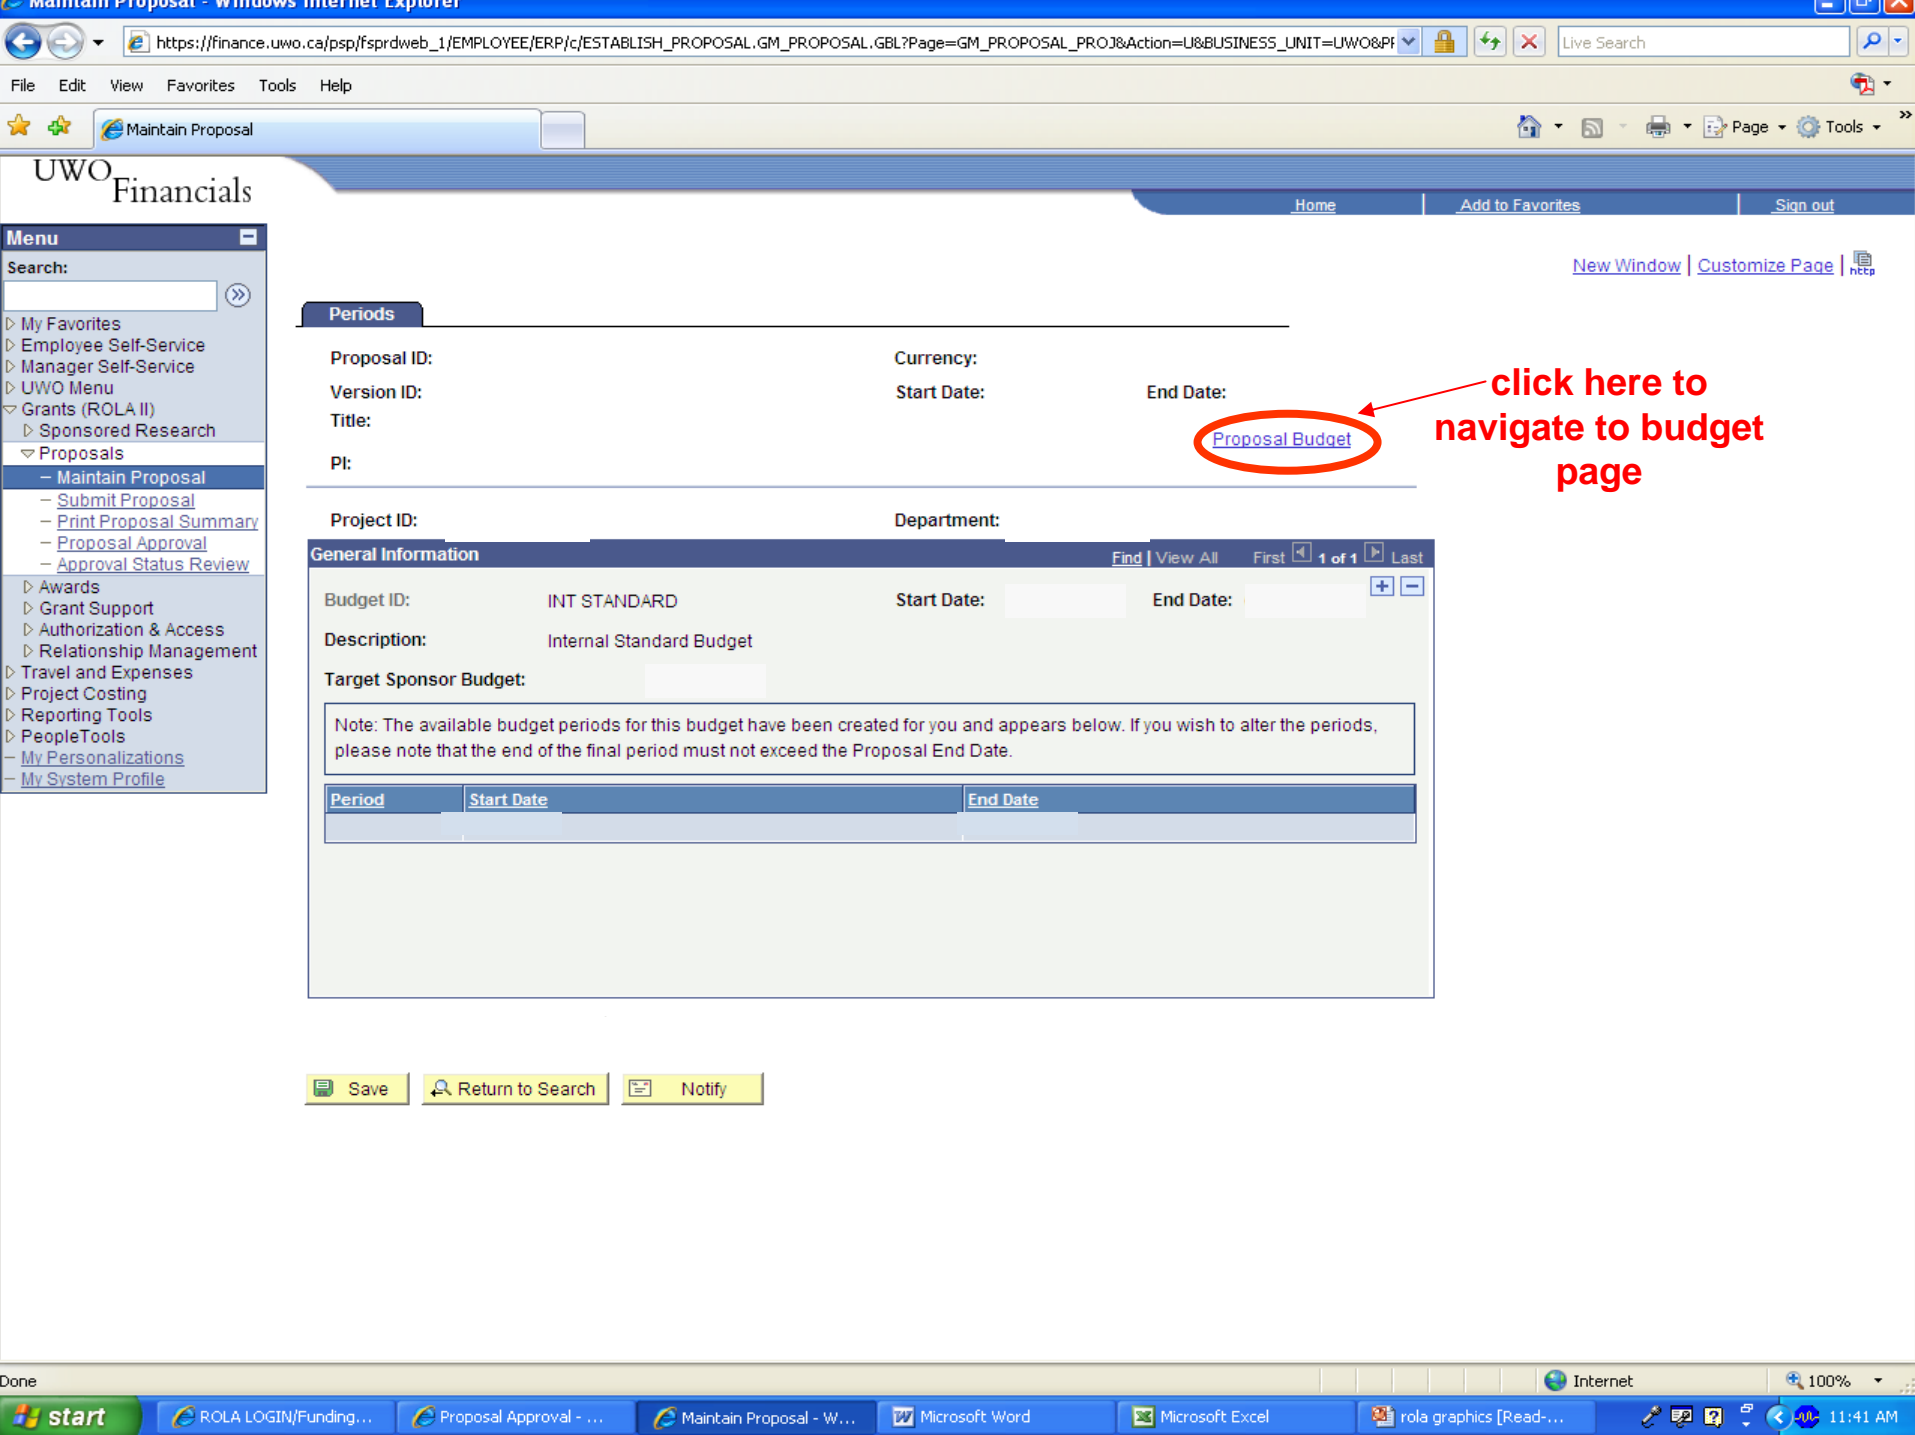 Maintain Proposal - Windows Internet Explorer
https://finance.uwo.ca/psp/fsprdweb_1/EMPLOYEE/ERP/c/ESTABLISH_PROPOSAL.GM_PROPOSAL.GBL?Page=GM_PROPOSAL_PROJ&Action=U&BUSINESS_UNIT=UWO&PF
Live Search
File Edit View Favorites Tools Help
Maintain Proposal
Page Tools »
UWO Financials
Home Add to Favorites Sign out
Menu
Search:
New Window | Customize Page | http
My Favorites
Employee Self-Service
Manager Self-Service
UWO Menu
Grants (ROLA II)
Sponsored Research
Proposals
– Maintain Proposal
– Submit Proposal
– Print Proposal Summary
– Proposal Approval
– Approval Status Review
Awards
Grant Support
Authorization & Access
Relationship Management
Travel and Expenses
Project Costing
Reporting Tools
PeopleTools
– My Personalizations
– My System Profile
Periods
Proposal ID: Currency:
Version ID: Start Date: End Date:
Title:
Proposal Budget
PI:
click here to
navigate to budget
page
Project ID: Department:
General Information Find | View All First 1 of 1 Last
Budget ID: INT STANDARD Start Date: End Date:
Description: Internal Standard Budget
Target Sponsor Budget:
Note: The available budget periods for this budget have been created for you and appears below. If you wish to alter the periods,
please note that the end of the final period must not exceed the Proposal End Date.
Period Start Date End Date
Save Return to Search Notify
Done Internet 100%
start ROLA LOGIN/Funding... Proposal Approval - ... Maintain Proposal - W... Microsoft Word Microsoft Excel rola graphics [Read-... 11:41 AM